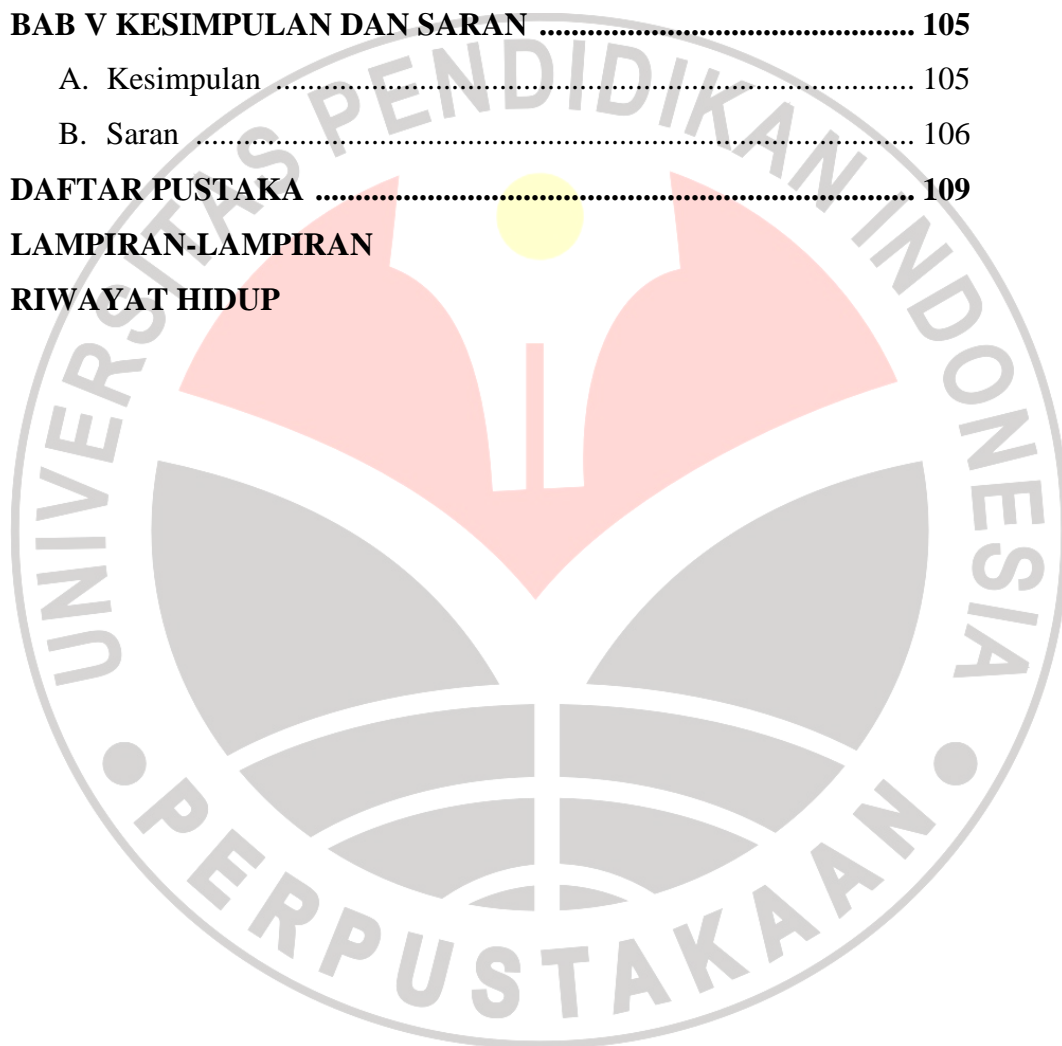 BAB V KESIMPULAN DAN SARAN ................................................ 105
A. Kesimpulan ................................................................................. 105
B. Saran ........................................................................................... 106
DAFTAR PUSTAKA ............................................................................ 109
LAMPIRAN-LAMPIRAN
RIWAYAT HIDUP
UNIVERSITAS PENDIDIKAN INDONESIA
PERPUSTAKAAN